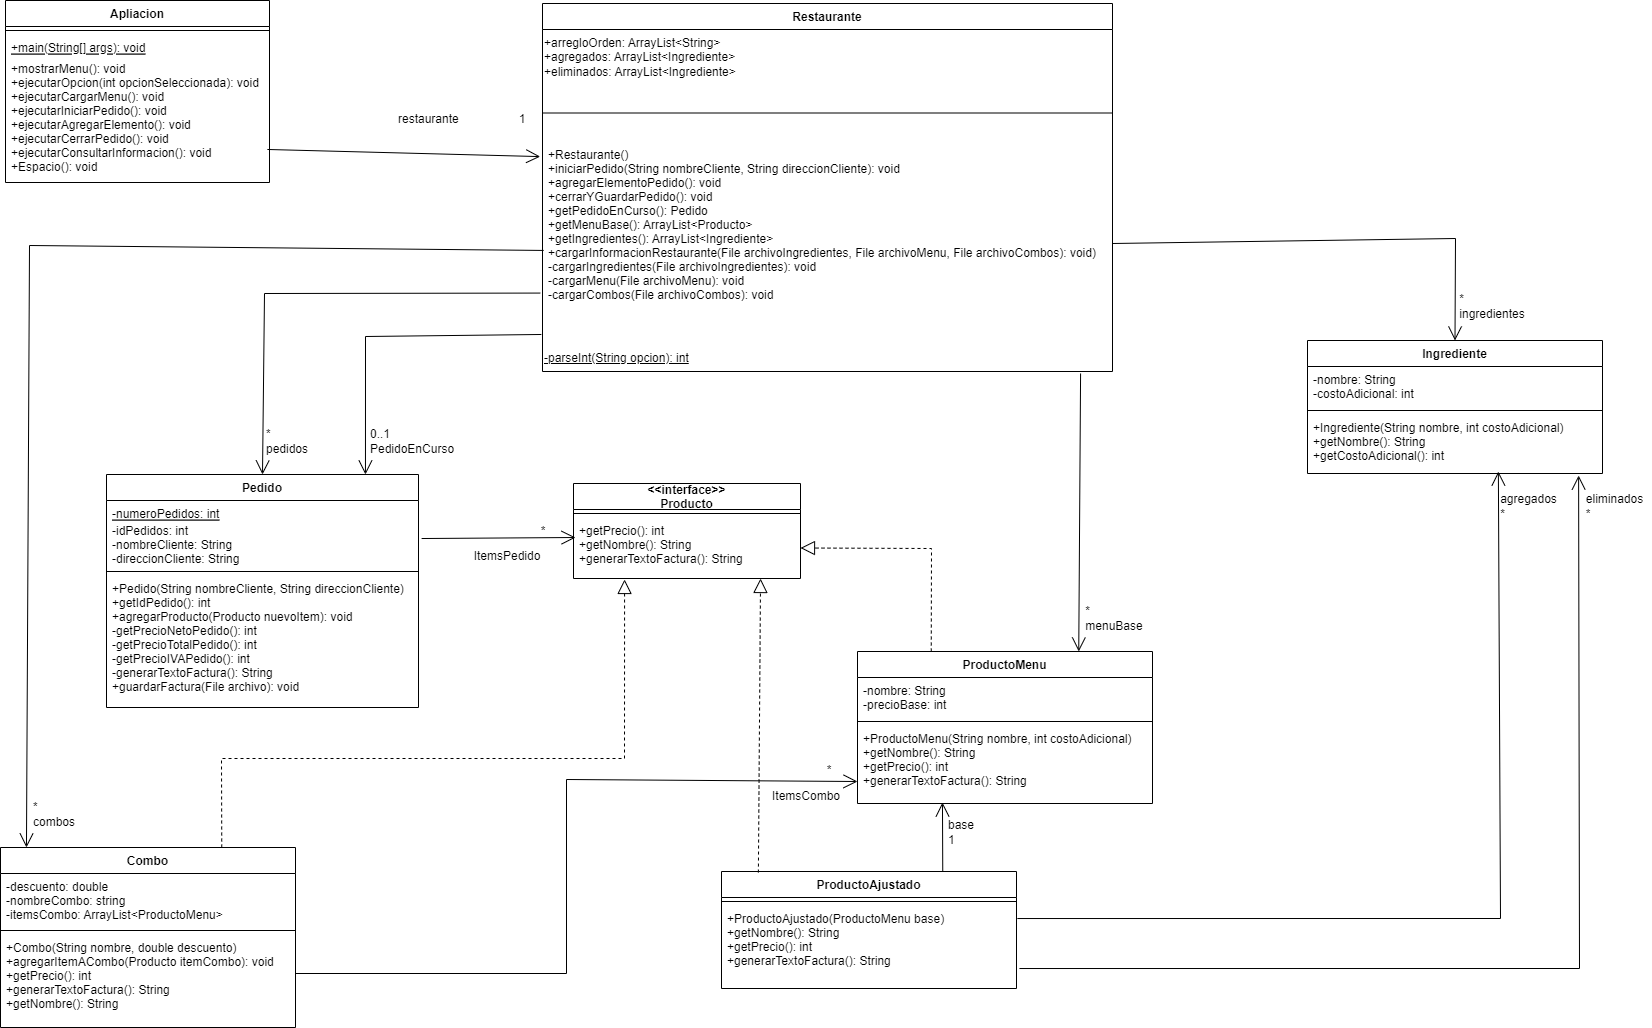 Apliacion
+main(String[] args): void
+mostrarMenu(): void
+ejecutarOpcion(int opcionSeleccionada): void
+ejecutarCargarMenu(): void
+ejecutarIniciarPedido(): void
+ejecutarAgregarElemento(): void
+ejecutarCerrarPedido(): void
+ejecutarConsultarInformacion(): void
+Espacio(): void
restaurante
1
Restaurante
+arregloOrden: ArrayList<String>
+agregados: ArrayList<Ingrediente>
+eliminados: ArrayList<Ingrediente>
+Restaurante()
+iniciarPedido(String nombreCliente, String direccionCliente): void
+agregarElementoPedido(): void
+cerrarYGuardarPedido(): void
+getPedidoEnCurso(): Pedido
+getMenuBase(): ArrayList<Producto>
+getIngredientes(): ArrayList<Ingrediente>
+cargarInformacionRestaurante(File archivoIngredientes, File archivoMenu, File archivoCombos): void)
-cargarIngredientes(File archivoIngredientes): void
-cargarMenu(File archivoMenu): void
-cargarCombos(File archivoCombos): void
-parseInt(String opcion): int
*
ingredientes
Ingrediente
-nombre: String
-costoAdicional: int
+Ingrediente(String nombre, int costoAdicional)
+getNombre(): String
+getCostoAdicional(): int
agregados
*
eliminados
*
*
pedidos
0..1
PedidoEnCurso
Pedido
-numeroPedidos: int
-idPedidos: int
-nombreCliente: String
-direccionCliente: String
+Pedido(String nombreCliente, String direccionCliente)
+getIdPedido(): int
+agregarProducto(Producto nuevoItem): void
-getPrecioNetoPedido(): int
-getPrecioTotalPedido(): int
-getPrecioIVAPedido(): int
-generarTextoFactura(): String
+guardarFactura(File archivo): void
*
ItemsPedido
<<interface>>
Producto
+getPrecio(): int
+getNombre(): String
+generarTextoFactura(): String
*
menuBase
ProductoMenu
-nombre: String
-precioBase: int
+ProductoMenu(String nombre, int costoAdicional)
+getNombre(): String
+getPrecio(): int
+generarTextoFactura(): String
*
ItemsCombo
base
1
*
combos
Combo
-descuento: double
-nombreCombo: string
-itemsCombo: ArrayList<ProductoMenu>
+Combo(String nombre, double descuento)
+agregarItemACombo(Producto itemCombo): void
+getPrecio(): int
+generarTextoFactura(): String
+getNombre(): String
ProductoAjustado
+ProductoAjustado(ProductoMenu base)
+getNombre(): String
+getPrecio(): int
+generarTextoFactura(): String